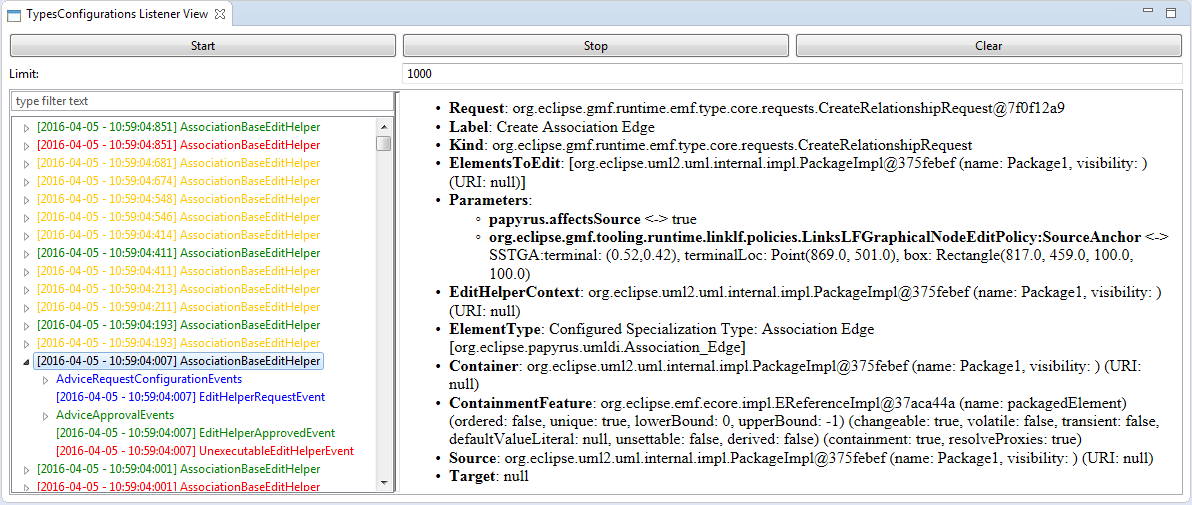 TypesConfigurations Listener View
Start Stop Clear
Limit: 1000
type filter text
[2016-04-05 - 10:59:04:851] AssociationBaseEditHelper
[2016-04-05 - 10:59:04:851] AssociationBaseEditHelper
[2016-04-05 - 10:59:04:681] AssociationBaseEditHelper
[2016-04-05 - 10:59:04:674] AssociationBaseEditHelper
[2016-04-05 - 10:59:04:548] AssociationBaseEditHelper
[2016-04-05 - 10:59:04:546] AssociationBaseEditHelper
[2016-04-05 - 10:59:04:414] AssociationBaseEditHelper
[2016-04-05 - 10:59:04:411] AssociationBaseEditHelper
[2016-04-05 - 10:59:04:411] AssociationBaseEditHelper
[2016-04-05 - 10:59:04:213] AssociationBaseEditHelper
[2016-04-05 - 10:59:04:211] AssociationBaseEditHelper
[2016-04-05 - 10:59:04:193] AssociationBaseEditHelper
[2016-04-05 - 10:59:04:193] AssociationBaseEditHelper
[2016-04-05 - 10:59:04:007] AssociationBaseEditHelper
AdviceRequestConfigurationEvents
[2016-04-05 - 10:59:04:007] EditHelperRequestEvent
AdviceApprovalEvents
[2016-04-05 - 10:59:04:007] EditHelperApprovedEvent
[2016-04-05 - 10:59:04:007] UnexecutableEditHelperEvent
[2016-04-05 - 10:59:04:001] AssociationBaseEditHelper
[2016-04-05 - 10:59:04:001] AssociationBaseEditHelper
• Request: org.eclipse.gmf.runtime.emf.type.core.requests.CreateRelationshipRequest@7f0f12a9
• Label: Create Association Edge
• Kind: org.eclipse.gmf.runtime.emf.type.core.requests.CreateRelationshipRequest
• ElementsToEdit: [org.eclipse.uml2.uml.internal.impl.PackageImpl@375febef (name: Package1, visibility: )
(URI: null)]
• Parameters:
◦ papyrus.affectsSource <-> true
◦ org.eclipse.gmf.tooling.runtime.linklf.policies.LinksLFGraphicalNodeEditPolicy:SourceAnchor <->
SSTGA:terminal: (0.52,0.42), terminalLoc: Point(869.0, 501.0), box: Rectangle(817.0, 459.0, 100.0,
100.0)
• EditHelperContext: org.eclipse.uml2.uml.internal.impl.PackageImpl@375febef (name: Package1, visibility: )
(URI: null)
• ElementType: Configured Specialization Type: Association Edge
[org.eclipse.papyrus.umldi.Association_Edge]
• Container: org.eclipse.uml2.uml.internal.impl.PackageImpl@375febef (name: Package1, visibility: ) (URI:
null)
• ContainmentFeature: org.eclipse.emf.ecore.impl.EReferenceImpl@37aca44a (name: packagedElement)
(ordered: false, unique: true, lowerBound: 0, upperBound: -1) (changeable: true, volatile: false, transient: false,
defaultValueLiteral: null, unsettable: false, derived: false) (containment: true, resolveProxies: true)
• Source: org.eclipse.uml2.uml.internal.impl.PackageImpl@375febef (name: Package1, visibility: ) (URI: null)
• Target: null